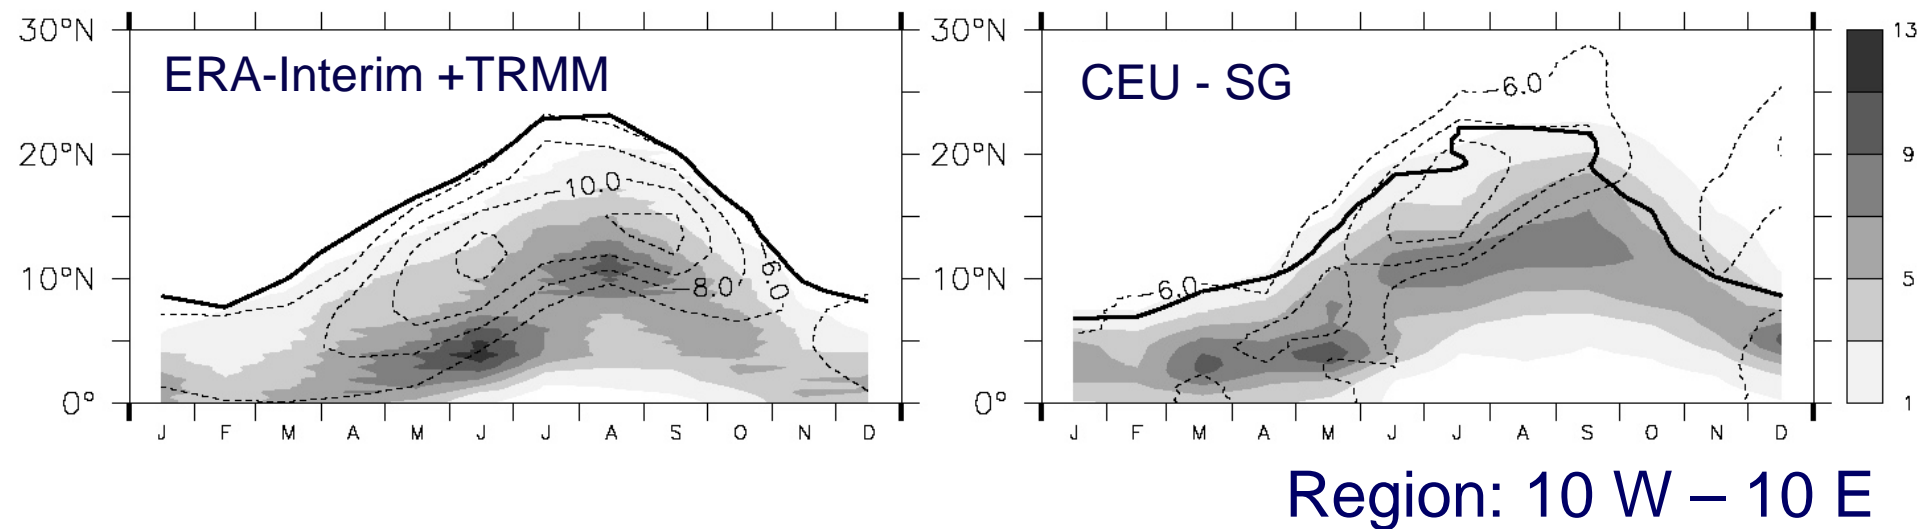 30°N
ERA-Interim +TRMM
20°N
-10.0
10°N
-8.0
-6.0
0°
J F M A M J J A S O N D
30°N
CEU - SG
-6.0
20°N
10°N
-6.0
0°
J F M A M J J A S O N D
13
9
5
1
Region: 10 W – 10 E